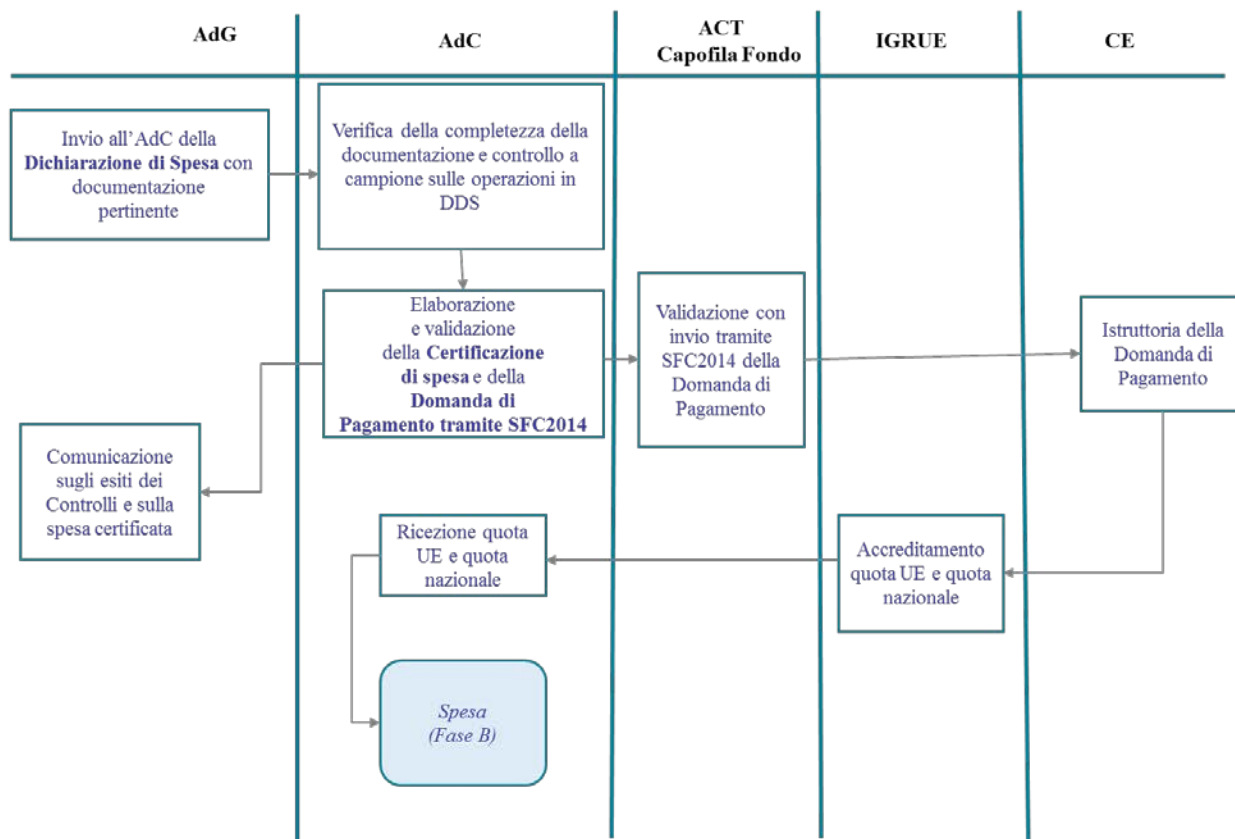 AdG
AdC
ACT
Capofila Fondo
IGRUE
CE
Invio all’AdC della
Dichiarazione di Spesa con
documentazione
pertinente
Verifica della completezza della
documentazione e controllo a
campione sulle operazioni in
DDS
Elaborazione
e validazione
della Certificazione
di spesa e della
Domanda di
Pagamento tramite SFC2014
Validazione con
invio tramite
SFC2014 della
Domanda di
Pagamento
Istruttoria della
Domanda di
Pagamento
Comunicazione
sugli esiti dei
Controlli e sulla
spesa certificata
Ricezione quota
UE e quota
nazionale
Accreditamento
quota UE e quota
nazionale
Spesa
(Fase B)